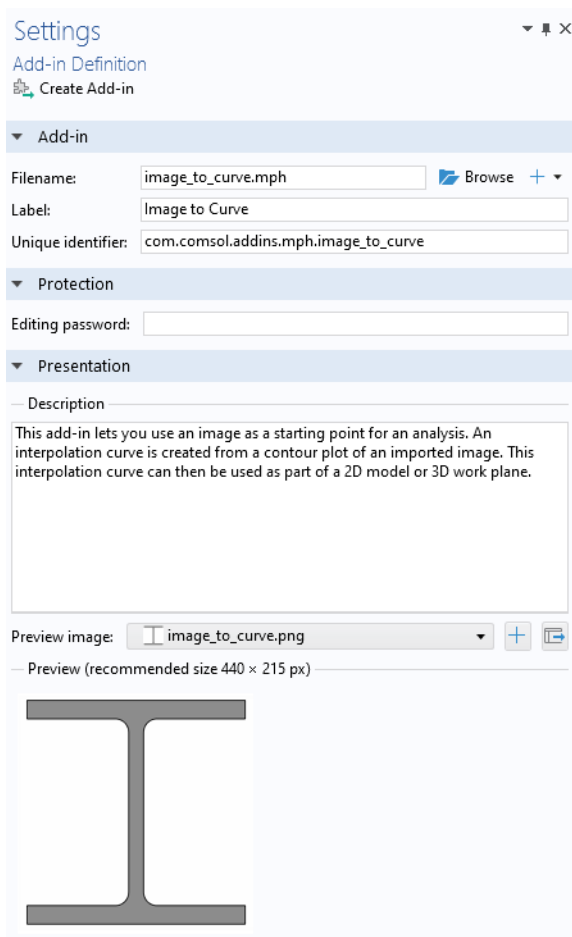 Settings
Add-in Definition
Create Add-in
Add-in
Filename: image_to_curve.mph Browse
Label: Image to Curve
Unique identifier: com.comsol.addins.mph.image_to_curve
Protection
Editing password:
Presentation
Description
This add-in lets you use an image as a starting point for an analysis. An
interpolation curve is created from a contour plot of an imported image. This
interpolation curve can then be used as part of a 2D model or 3D work plane.
Preview image: image_to_curve.png
Preview (recommended size 440 × 215 px)